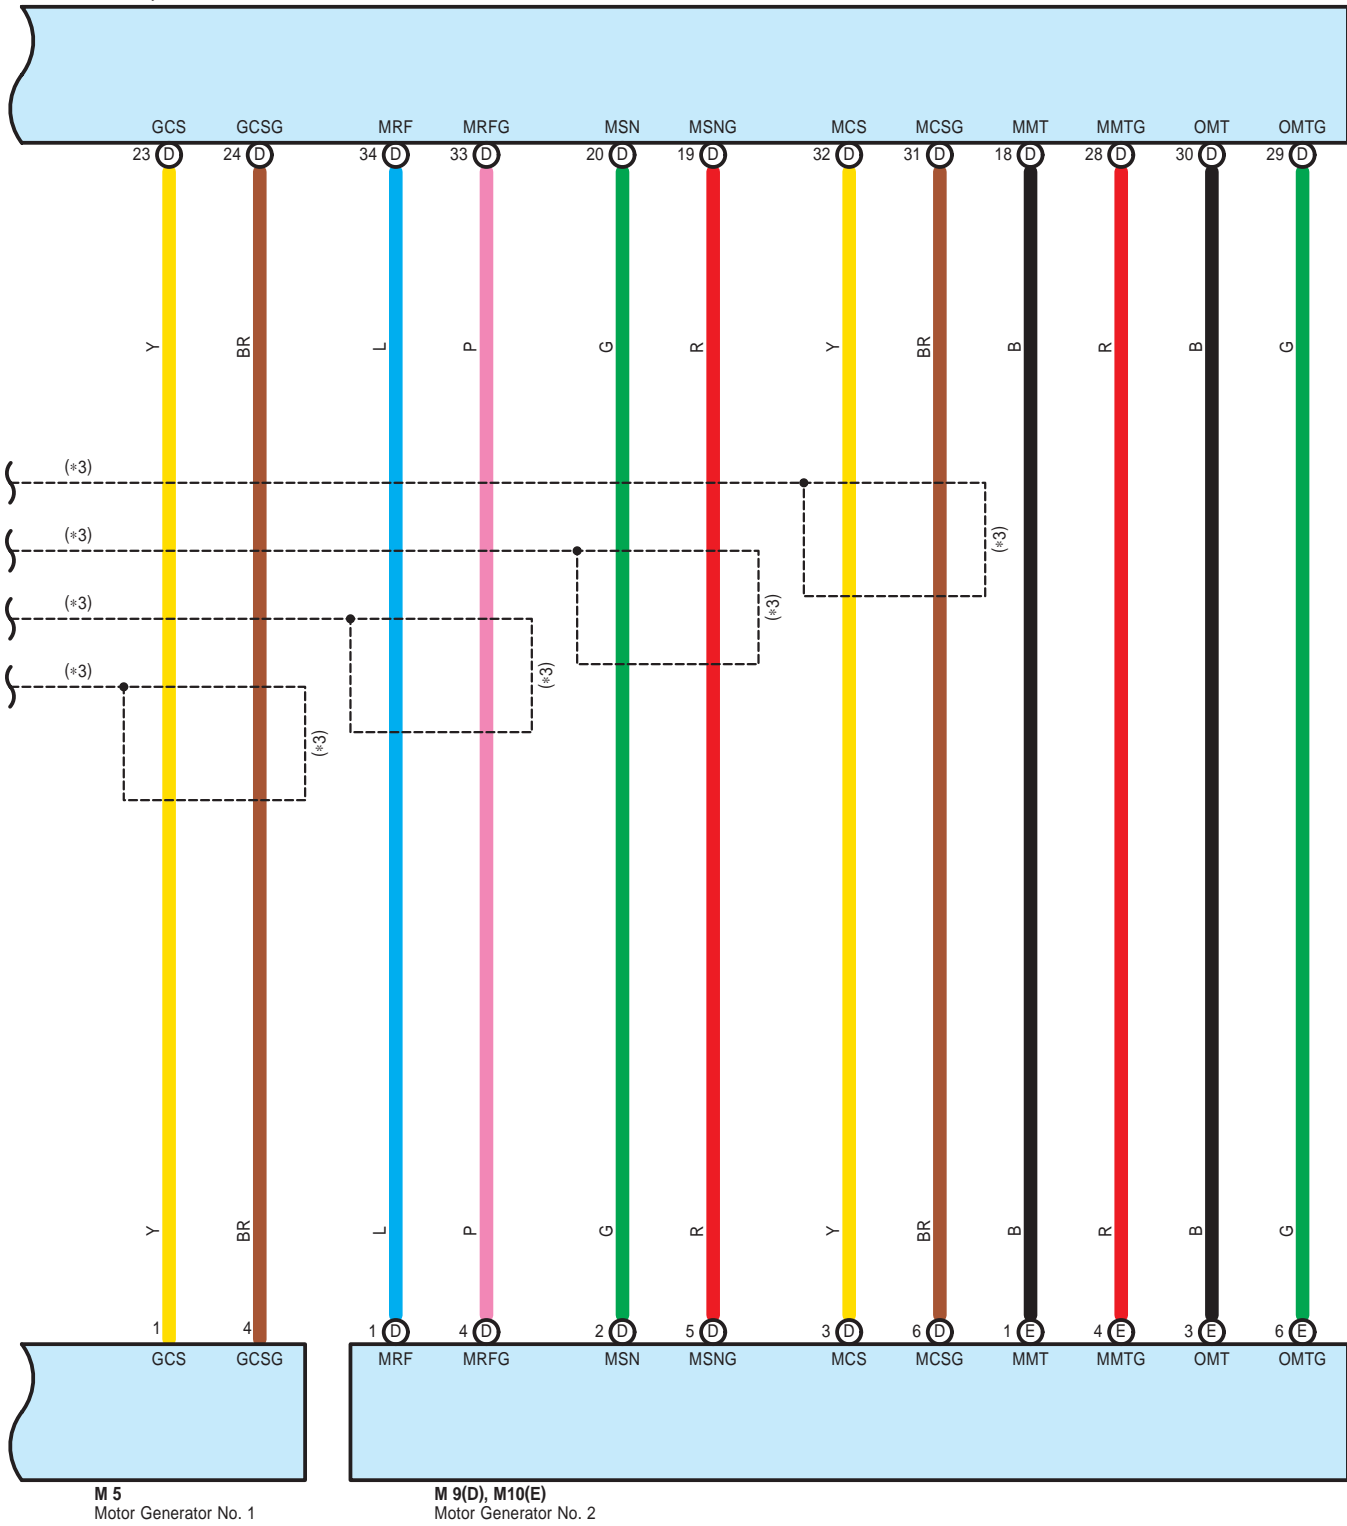 GCS GCSG MRF MRFG MSN MSNG MCS MCSG MMT MMTG OMT OMTG
23 D 24 D 34 D 33 D 20 D 19 D 32 D 31 D 18 D 28 D 30 D 29 D
Y BR L P G R Y BR B R B G
(*3)
(*3)
(*3)
(*3)
(*3)
(*3)
(*3)
(*3)
Y BR L P G R Y BR B R B G
1 4 1 D 4 D 2 D 5 D 3 D 6 D 1 E 4 E 3 E 6 E
GCS GCSG MRF MRFG MSN MSNG MCS MCSG MMT MMTG OMT OMTG
M 5 M 9(D), M10(E)
Motor Generator No. 1 Motor Generator No. 2